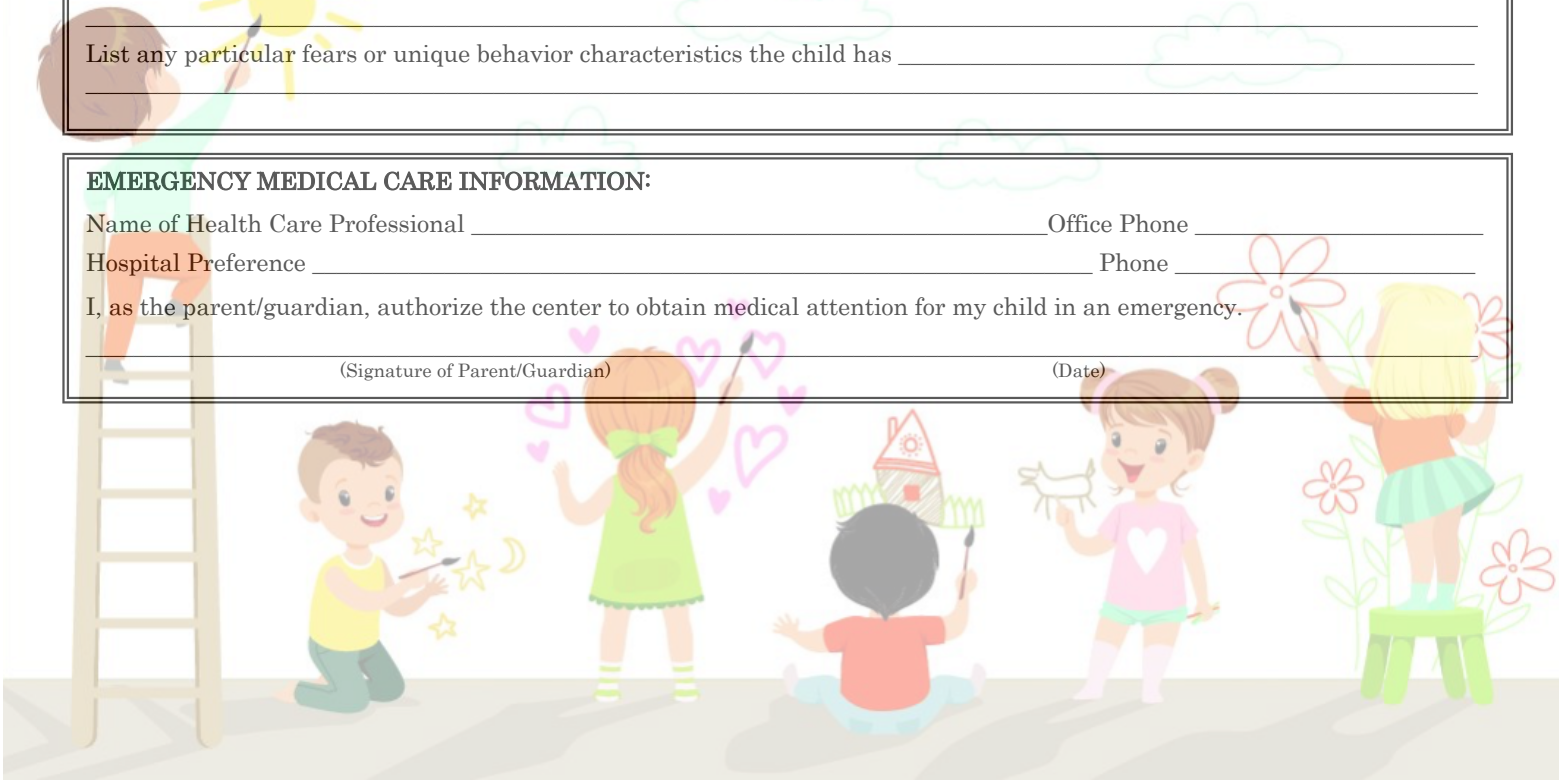 List any particular fears or unique behavior characteristics the child has
EMERGENCY MEDICAL CARE INFORMATION:
Name of Health Care Professional Office Phone
Hospital Preference Phone
I, as the parent/guardian, authorize the center to obtain medical attention for my child in an emergency.
(Signature of Parent/Guardian) (Date)